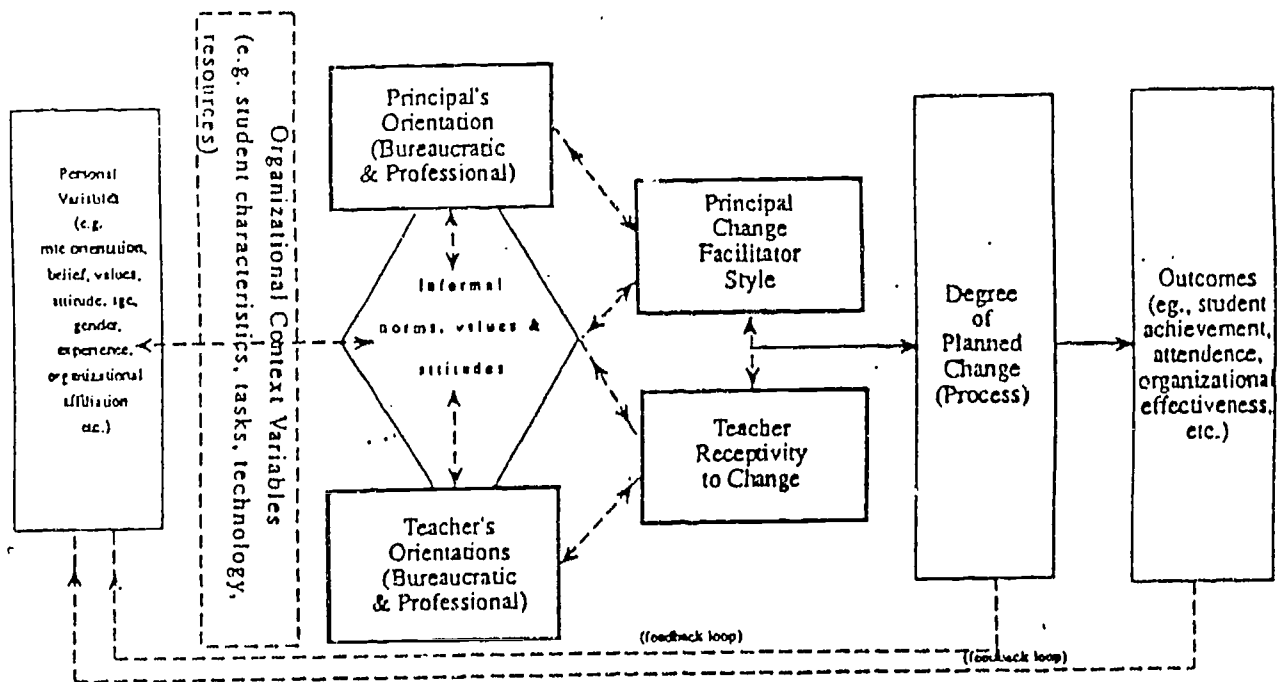 Personal
Variables
(e.g.
role orientation,
belief, values,
attitude, age,
gender,
experience,
organizational
affiliation
etc.)
Organizational Context Variables
(e.g. student characteristics, tasks, technology,
resources)
Principal's
Orientation
(Bureaucratic
& Professional)
Informal
norms, values &
attitudes
Teacher's
Orientations
(Bureaucratic
& Professional)
Principal
Change
Facilitator
Style
Teacher
Receptivity
to Change
Degree
of
Planned
Change
(Process)
Outcomes
(eg., student
achievement,
attendence,
organizational
effectiveness,
etc.)
(feedback loop)
(feedback loop)